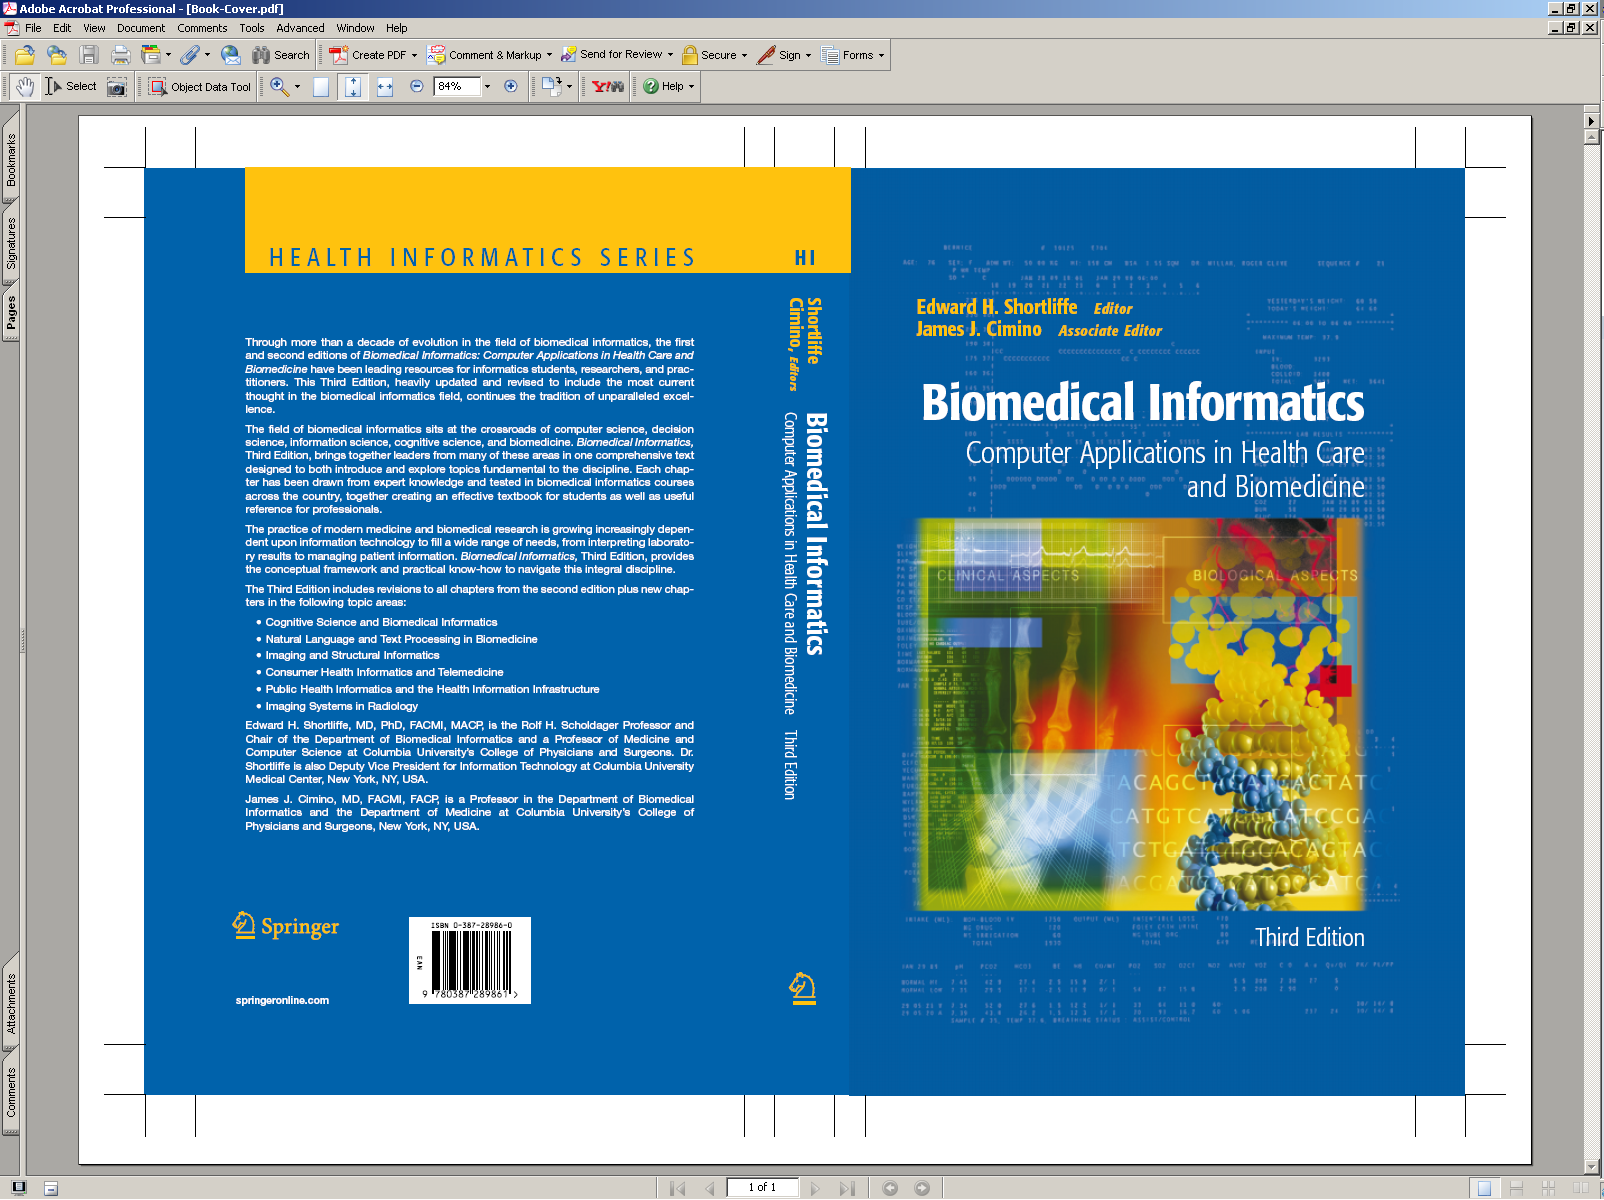 Adobe Acrobat Professional - [Book-Cover.pdf]
File Edit View Document Comments Tools Advanced Window Help
Search Create PDF Comment & Markup Send for Review Secure Sign Forms
Select Object Data Tool 84% Y! Help
Bookmarks
Signatures
Pages
Attachments
Comments
HEALTH INFORMATICS SERIES
Through more than a decade of evolution in the field of biomedical informatics, the first
and second editions of Biomedical Informatics: Computer Applications in Health Care and
Biomedicine have been leading resources for informatics students, researchers, and prac-
titioners. This Third Edition, heavily updated and revised to include the most current
thought in the biomedical informatics field, continues the tradition of unparalleled excel-
lence.
The field of biomedical informatics sits at the crossroads of computer science, decision
science, information science, cognitive science, and biomedicine. Biomedical Informatics,
Third Edition, brings together leaders from many of these areas in one comprehensive text
designed to both introduce and explore topics fundamental to the discipline. Each chap-
ter has been drawn from expert knowledge and tested in biomedical informatics courses
across the country, together creating an effective textbook for students as well as useful
reference for professionals.
The practice of modern medicine and biomedical research is growing increasingly depen-
dent upon information technology to fill a wide range of needs, from interpreting laborato-
ry results to managing patient information. Biomedical Informatics, Third Edition, provides
the conceptual framework and practical know-how to navigate this integral discipline.
The Third Edition includes revisions to all chapters from the second edition plus new chap-
ters in the following topic areas:
• Cognitive Science and Biomedical Informatics
• Natural Language and Text Processing in Biomedicine
• Imaging and Structural Informatics
• Consumer Health Informatics and Telemedicine
• Public Health Informatics and the Health Information Infrastructure
• Imaging Systems in Radiology
Edward H. Shortliffe, MD, PhD, FACMI, MACP, is the Rolf H. Scholdager Professor and
Chair of the Department of Biomedical Informatics and a Professor of Medicine and
Computer Science at Columbia University's College of Physicians and Surgeons. Dr.
Shortliffe is also Deputy Vice President for Information Technology at Columbia University
Medical Center, New York, NY, USA.
James J. Cimino, MD, FACMI, FACP, is a Professor in the Department of Biomedical
Informatics and the Department of Medicine at Columbia University's College of
Physicians and Surgeons, New York, NY, USA.
Springer
springeronline.com
ISBN 0-387-28986-0
EAN
9 780387 289861 >
HI
Shortliffe
Cimino, Editors
Biomedical Informatics
Computer Applications in Health Care and Biomedicine Third Edition
Edward H. Shortliffe Editor
James J. Cimino Associate Editor
Biomedical Informatics
Computer Applications in Health Care
and Biomedicine
CLINICAL ASPECTS
BIOLOGICAL ASPECTS
TACAGCT
CACTATC
CATGTC
ATCCGA
ATCTGAT
GGACAGTA
Third Edition
1 of 1